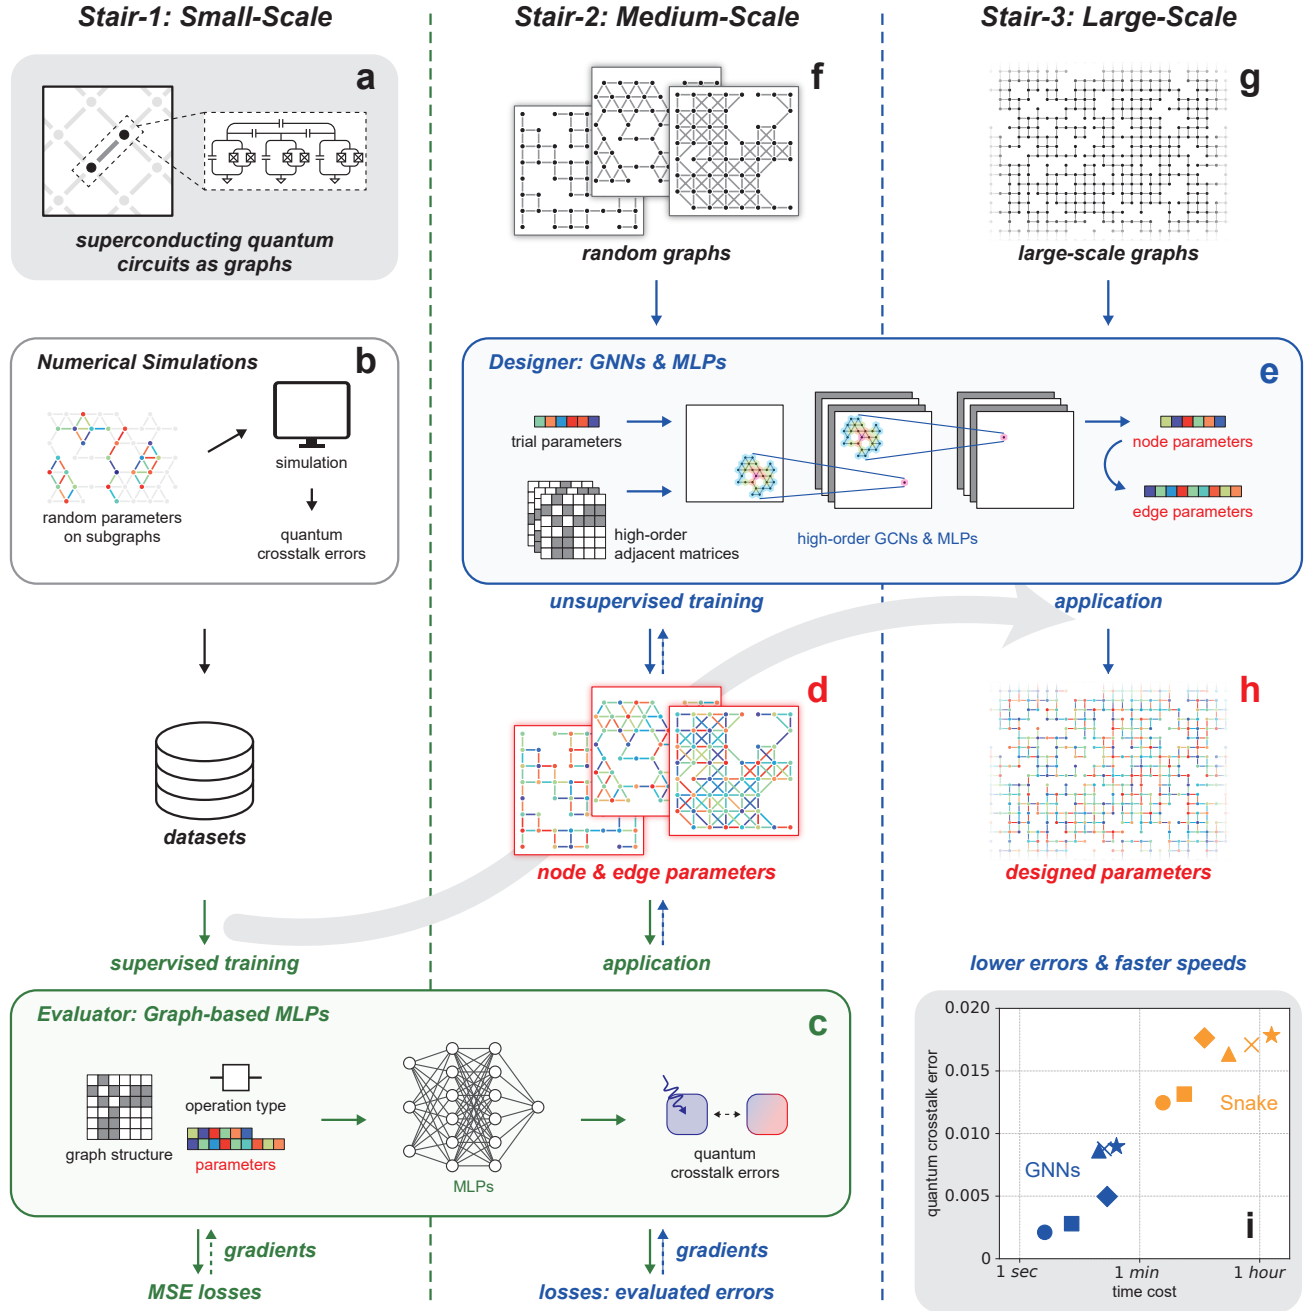 Stair-1: Small-Scale
Stair-2: Medium-Scale
Stair-3: Large-Scale
a
superconducting quantum
circuits as graphs
f
random graphs
g
large-scale graphs
Numerical Simulations
b
random parameters
on subgraphs
simulation
quantum
crosstalk errors
Designer: GNNs & MLPs
e
trial parameters
high-order
adjacent matrices
high-order GCNs & MLPs
node parameters
edge parameters
datasets
supervised training
unsupervised training
d
node & edge parameters
application
application
h
designed parameters
Evaluator: Graph-based MLPs
c
graph structure
operation type
parameters
MLPs
quantum
crosstalk errors
gradients
MSE losses
gradients
losses: evaluated errors
lower errors & faster speeds
quantum crosstalk error
0.020
0.015
0.010
0.005
0
Snake
GNNs
i
1 sec
1 min
1 hour
time cost